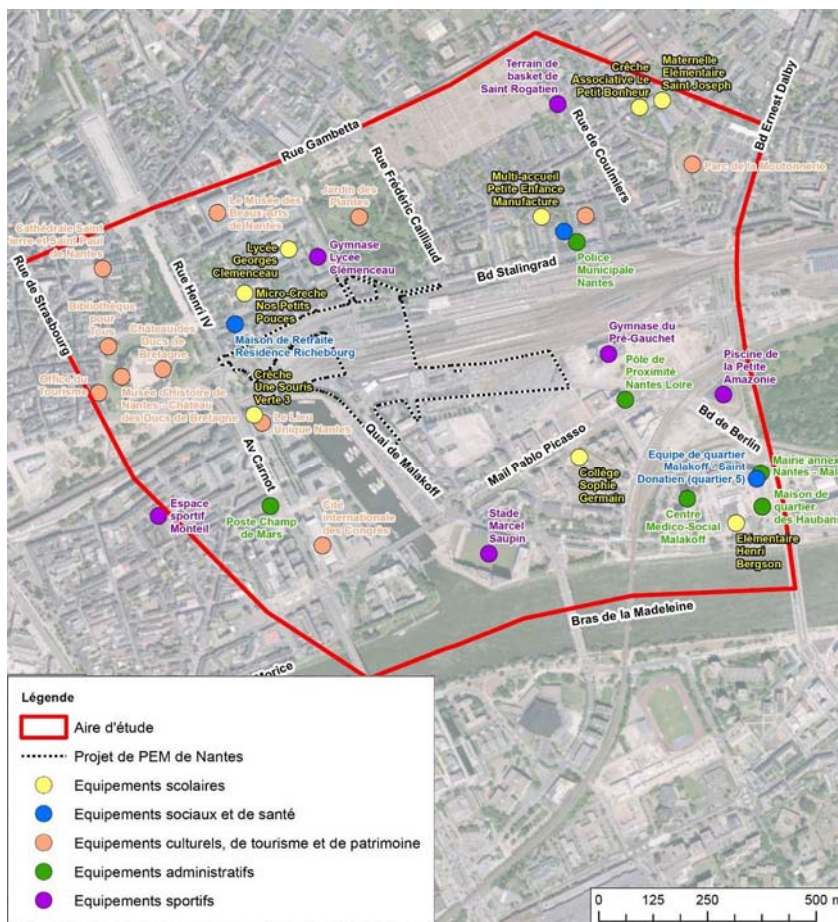 Terrain de
basket de
Saint Rogatien
Crèche
Associative Le
Petit Bonheur
Maternelle
Elémentaire
Saint Joseph
Bd Ernest Dalby
Rue Gambetta
Rue Frédéric Cailliaud
Rue de Coulmiers
Parc de la Moutonnerie
Le Musée des
Beaux-Arts
de Nantes
Jardin des
Plantes
Multi-accueil
Petite Enfance
Manufacture
Cathédrale Saint
Pierre et Saint Paul
de Nantes
Lycée
Georges
Clemenceau
Gymnase
Lycée
Clémenceau
Police
Municipale
Nantes
Bd Stalingrad
Rue de Strasbourg
Rue Henri IV
Micro-Creche
Nos Petits
Pouces
Bibliothèque
pour
Tous
Château des
Ducs de
Bretagne
Maison de Retraite
Résidence Richebourg
Gymnase du
Pré-Gauchet
Pôle de
Proximité
Nantes Loire
Piscine de
la Petite
Amazonie
Office du
Tourisme
Musée d'Histoire de
Nantes - Château
des Ducs de Bretagne
Crèche
Une Souris
Verte 3
Le Lieu
Unique Nantes
Quai de Malakoff
Mail Pablo Picasso
Bd de Berlin
Av Carnot
Collège
Sophie
Germain
Equipe de quartier
Malakoff - Saint
Donatien (quartier 5)
Mairie annexe
Nantes - Mal
Maison de
quartier
des Hauban
Centre
Medico-Social
Malakoff
Elémentaire
Henri
Bergson
Espace
sportif
Monteil
Poste Champ
de Mars
Cité
internationale
des Congrès
Stade
Marcel
Saupin
Bras de la Madeleine
Morice
Légende
Aire d'étude
Projet de PEM de Nantes
Equipements scolaires
Equipements sociaux et de santé
Equipements culturels, de tourisme et de patrimoine
Equipements administratifs
Equipements sportifs
0 125 250 500 m